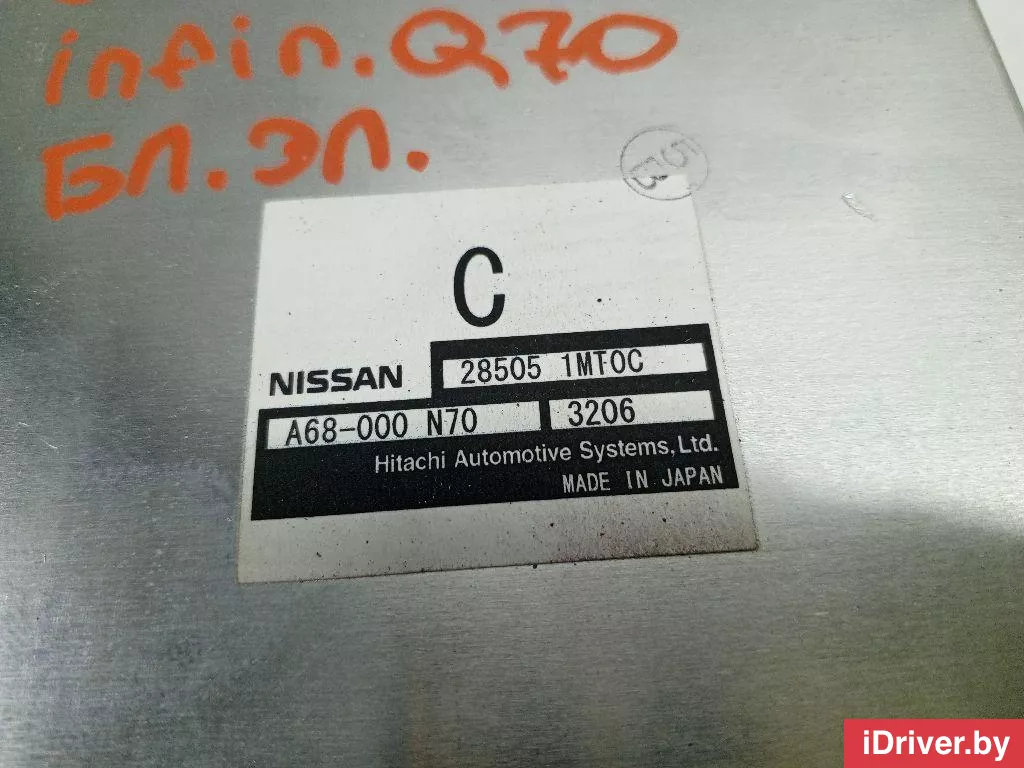 infin.Q70
БЛ.ЭЛ.
5
B
C
NISSAN 28505 1MT0C
A68-000 N70 3206
Hitachi Automotive Systems,Ltd.
MADE IN JAPAN
iDriver.by